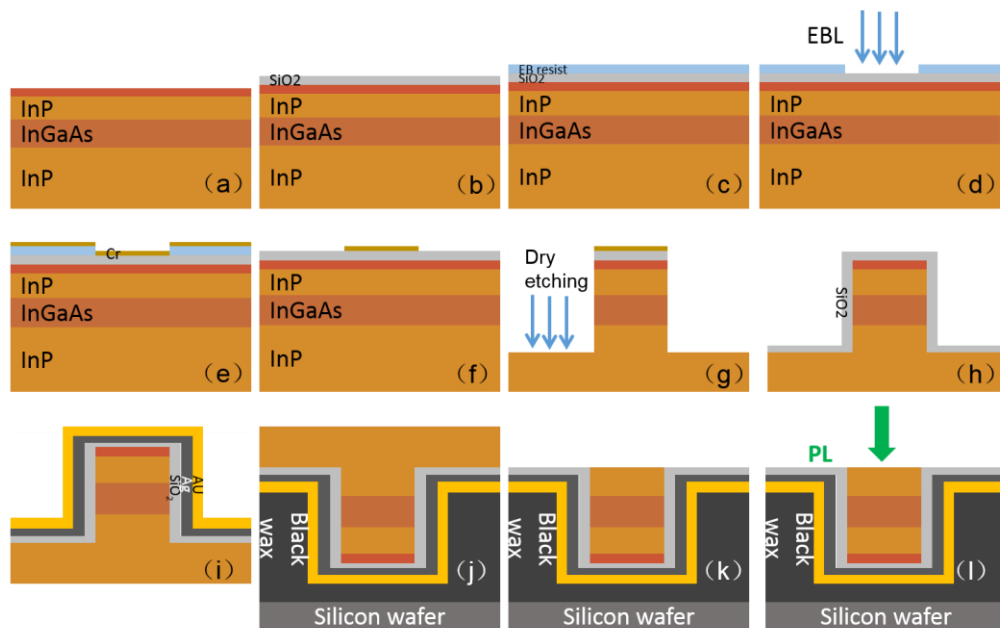 InP
InGaAs
InP
（a）
SiO2
InP
InGaAs
InP
（b）
EB resist
SiO2
InP
InGaAs
InP
（c）
EBL
InP
InGaAs
InP
（d）
Cr
InP
InGaAs
InP
（e）
InP
InGaAs
InP
（f）
Dry
etching
（g）
SiO2
（h）
SiO₂
Ag
AU
（i）
Black
wax
（j）
Silicon wafer
Black
wax
（k）
Silicon wafer
PL
Black
wax
（l）
Silicon wafer